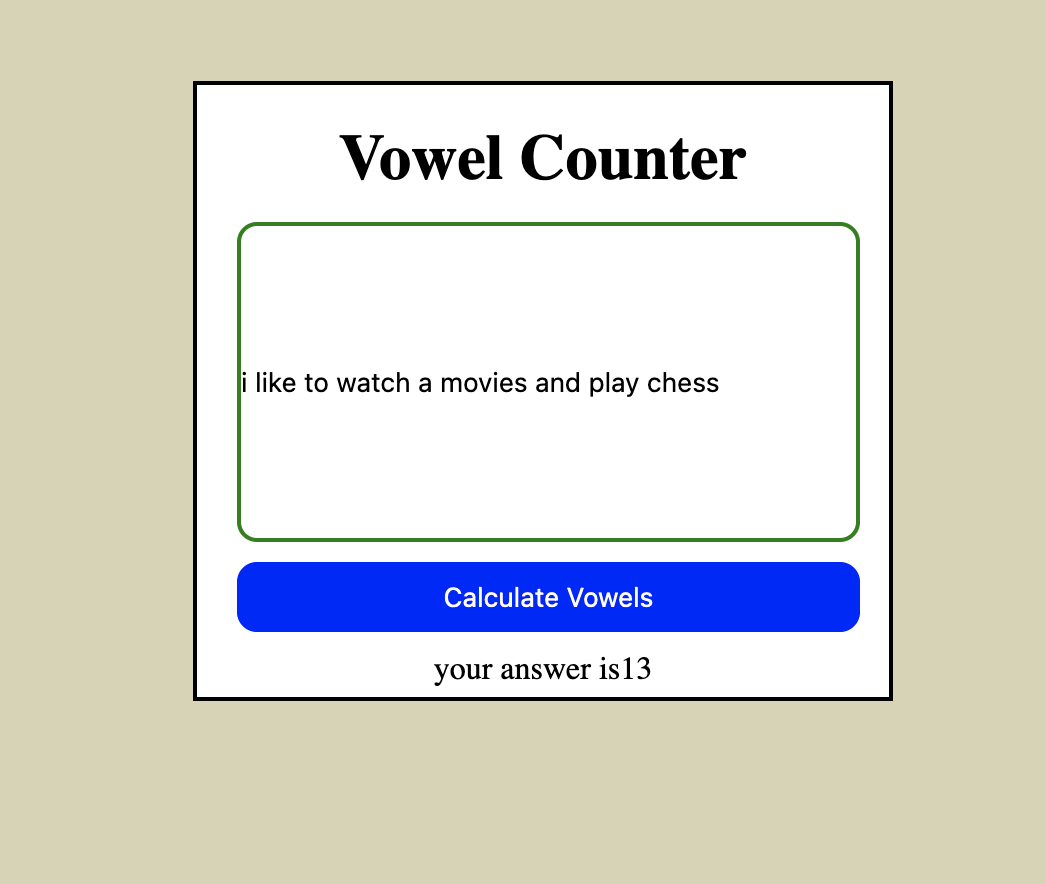 Vowel Counter
i like to watch a movies and play chess
Calculate Vowels
your answer is13